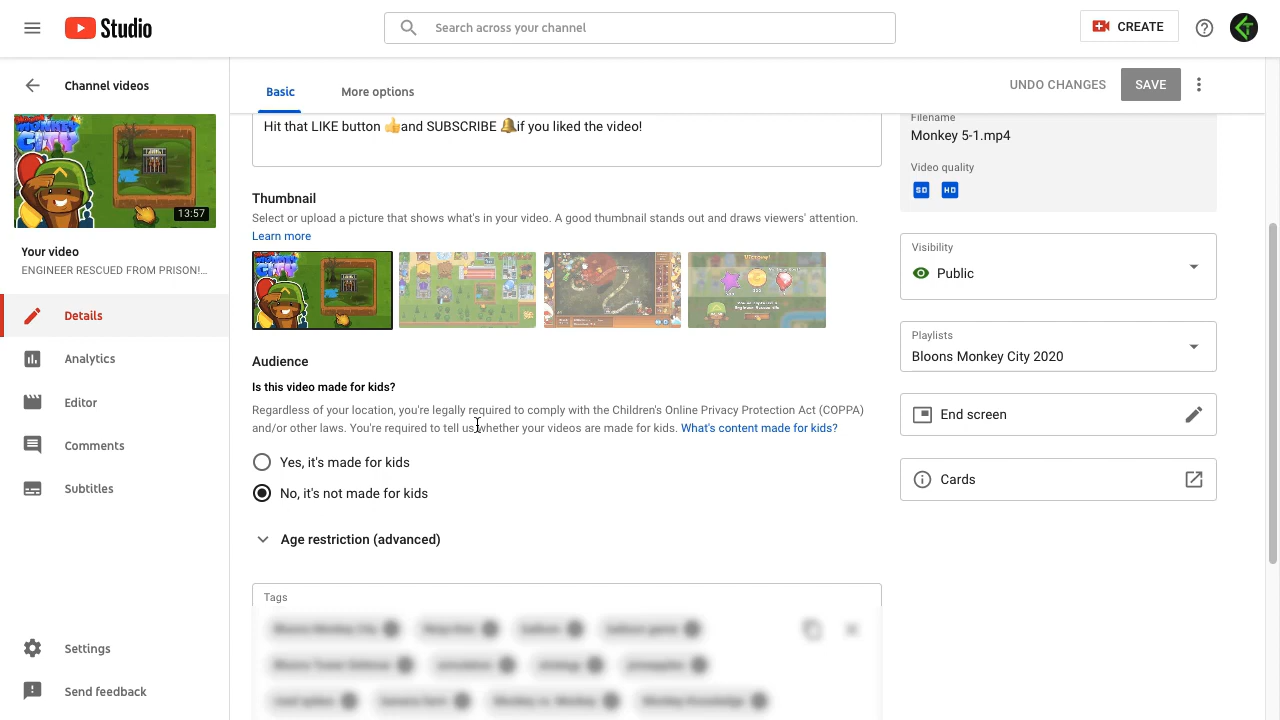 Studio
Search across your channel
CREATE
Channel videos
Basic
More options
UNDO CHANGES
SAVE
13:57
Your video
ENGINEER RESCUED FROM PRISON!...
Details
Analytics
Editor
Comments
Subtitles
Settings
Send feedback
Hit that LIKE button 👍and SUBSCRIBE 🔔if you liked the video!
Thumbnail
Select or upload a picture that shows what's in your video. A good thumbnail stands out and draws viewers' attention.
Learn more
Audience
Is this video made for kids?
Regardless of your location, you're legally required to comply with the Children's Online Privacy Protection Act (COPPA)
and/or other laws. You're required to tell us whether your videos are made for kids. What's content made for kids?
Yes, it's made for kids
No, it's not made for kids
Age restriction (advanced)
Tags
Filename
Monkey 5-1.mp4
Video quality
SD HD
Visibility
Public
Playlists
Bloons Monkey City 2020
End screen
Cards